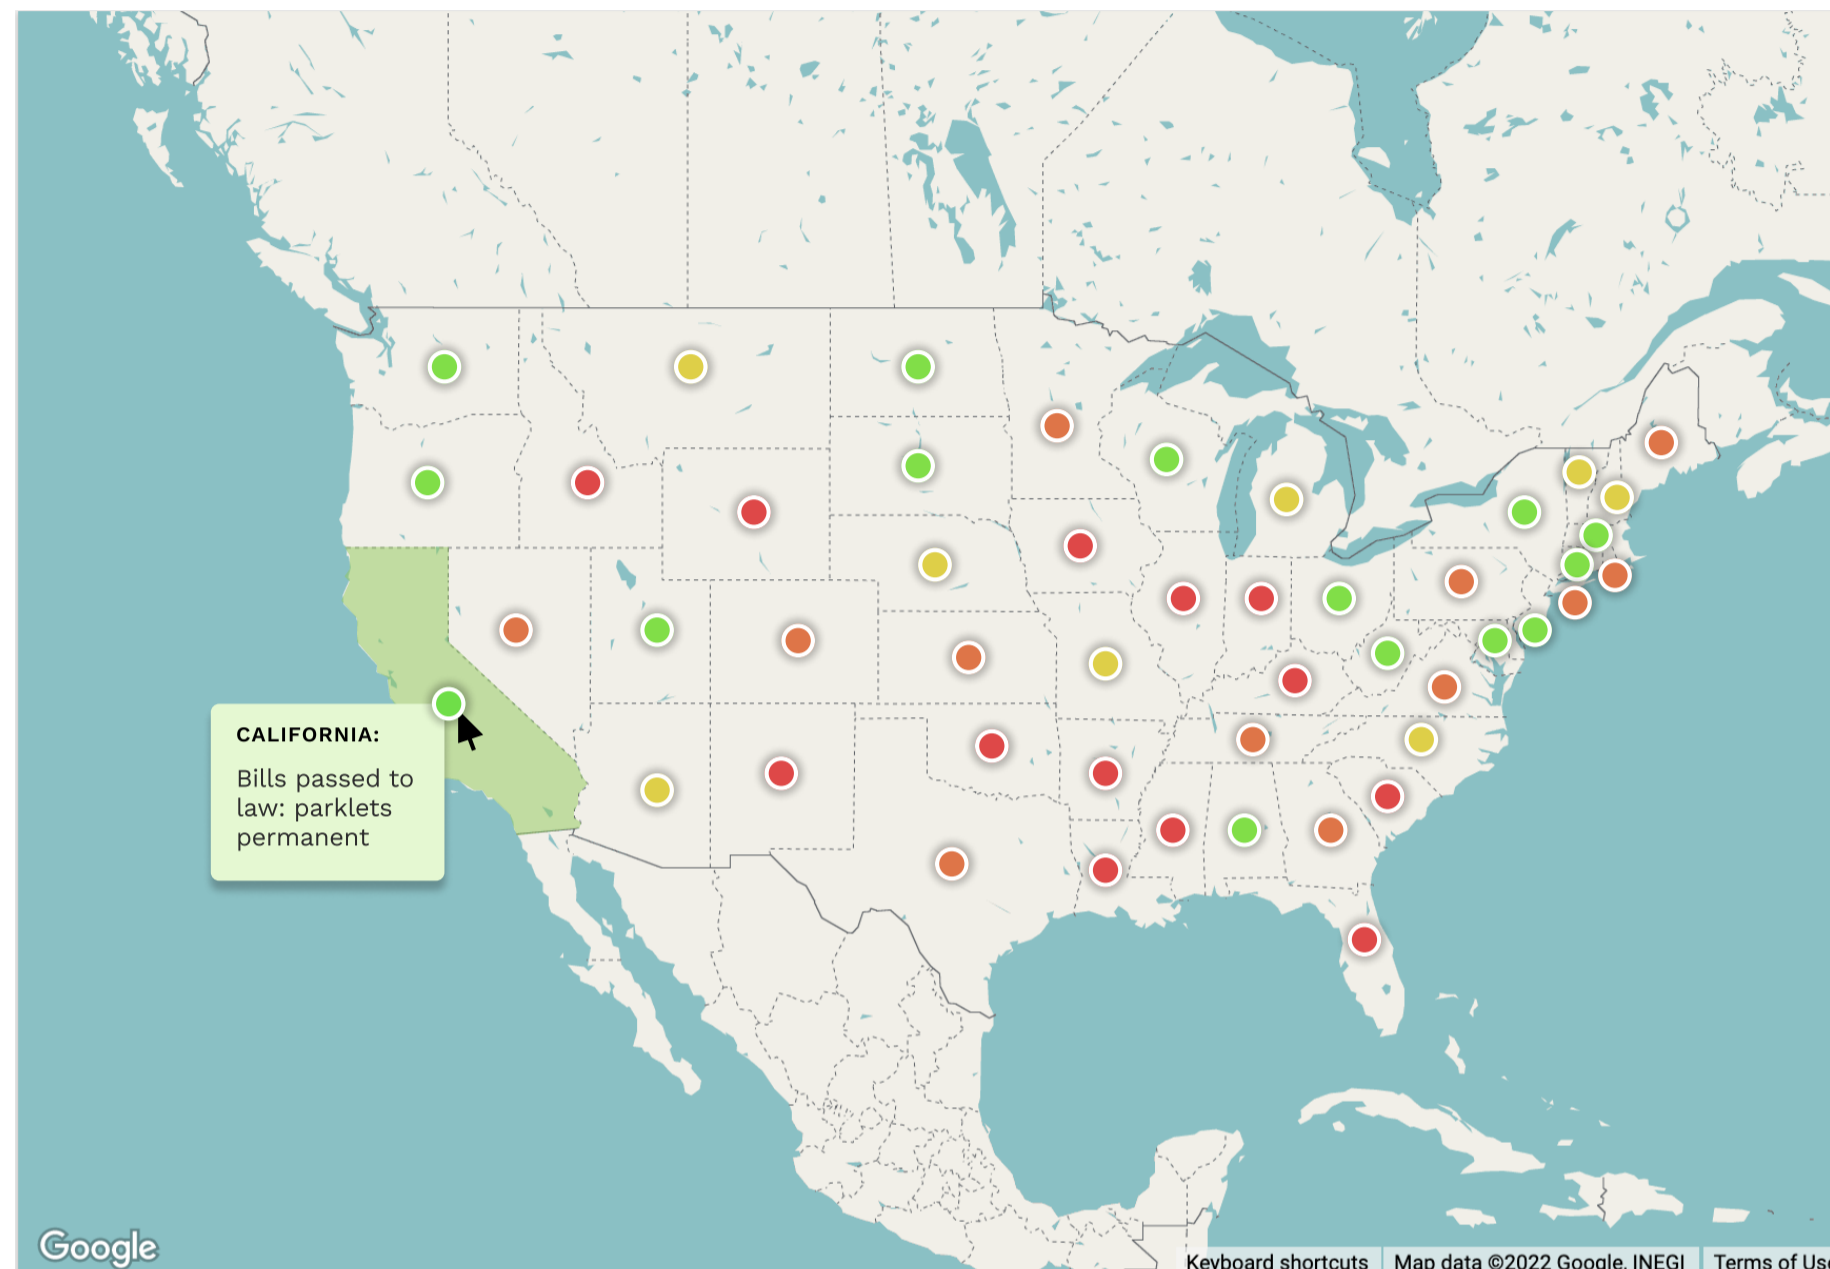 CALIFORNIA:
Bills passed to
law: parklets
permanent
Google
Keyboard shortcuts
Map data ©2022 Google, INEGI
Terms of Use